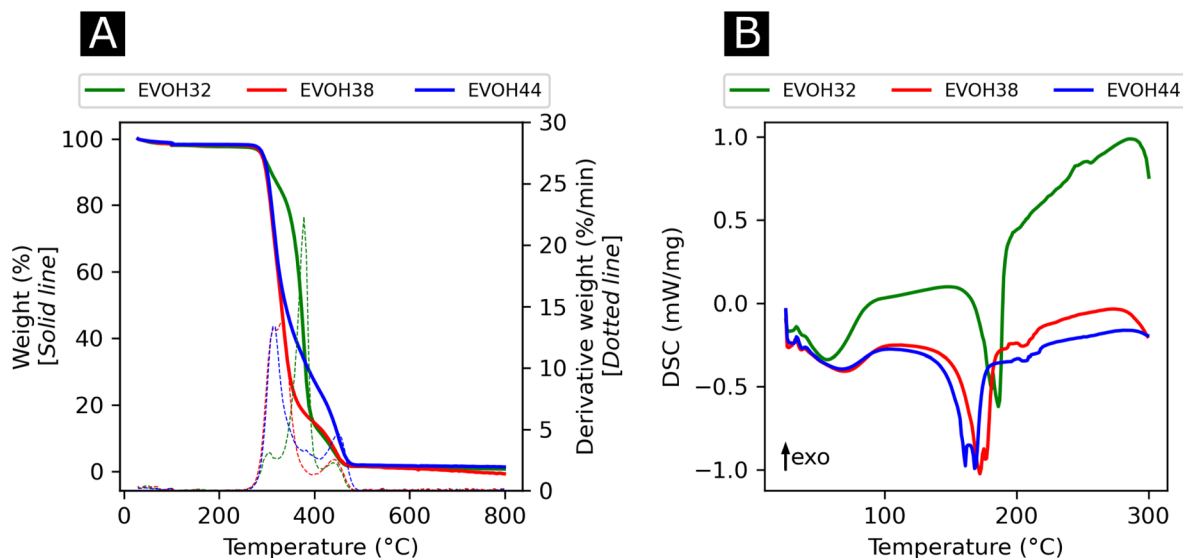 A
EVOH32 EVOH38 EVOH44
Weight (%)
[Solid line]
100
80
60
40
20
0
30
25
20
15
10
5
0
Derivative weight (%/min)
[Dotted line]
0 200 400 600 800
Temperature (°C)
B
EVOH32 EVOH38 EVOH44
DSC (mW/mg)
1.0
0.5
0.0
−0.5
−1.0
exo
100 200 300
Temperature (°C)